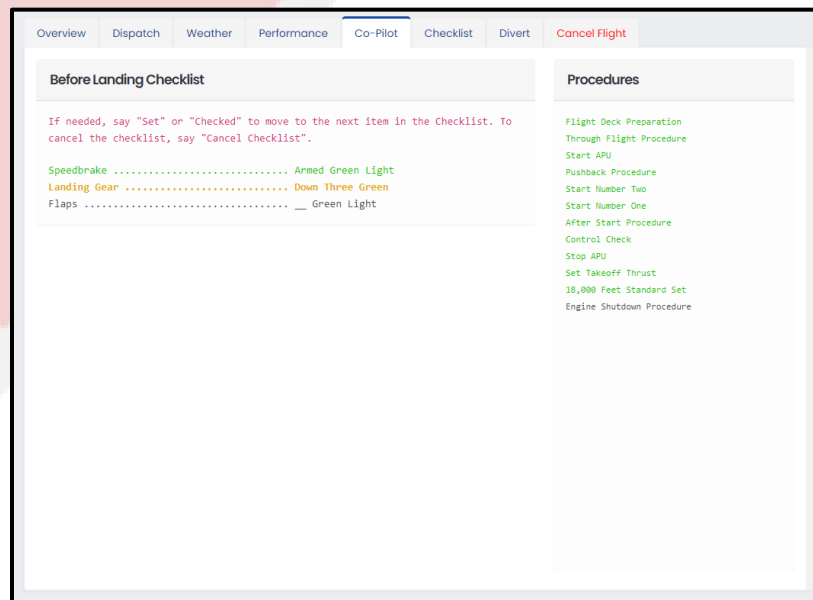 Overview Dispatch Weather Performance Co-Pilot Checklist Divert Cancel Flight
Before Landing Checklist
If needed, say "Set" or "Checked" to move to the next item in the Checklist. To
cancel the checklist, say "Cancel Checklist".
Speedbrake .............................. Armed Green Light
Landing Gear ............................ Down Three Green
Flaps ................................... __ Green Light
Procedures
Flight Deck Preparation
Through Flight Procedure
Start APU
Pushback Procedure
Start Number Two
Start Number One
After Start Procedure
Control Check
Stop APU
Set Takeoff Thrust
18,000 Feet Standard Set
Engine Shutdown Procedure